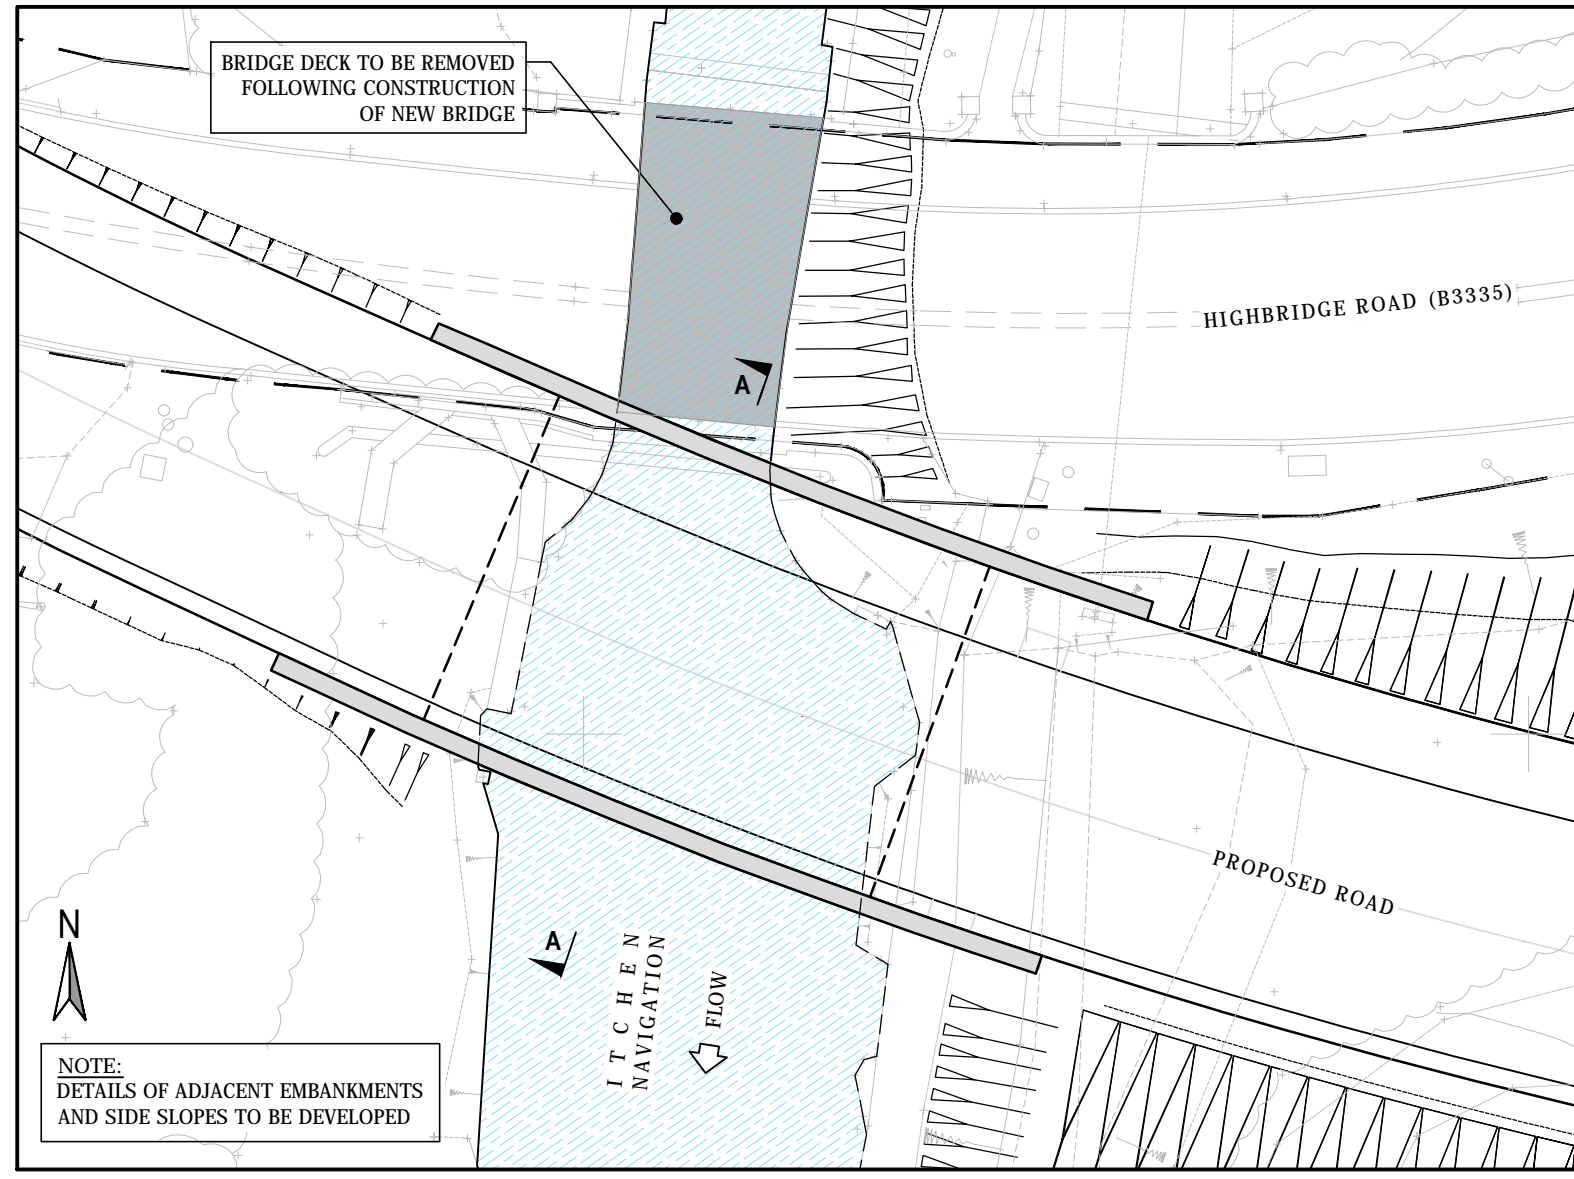 BRIDGE DECK TO BE REMOVED
FOLLOWING CONSTRUCTION
OF NEW BRIDGE
HIGHBRIDGE ROAD (B3335)
A
PROPOSED ROAD
A
ITCHEN
NAVIGATION
FLOW
N
NOTE:
DETAILS OF ADJACENT EMBANKMENTS
AND SIDE SLOPES TO BE DEVELOPED